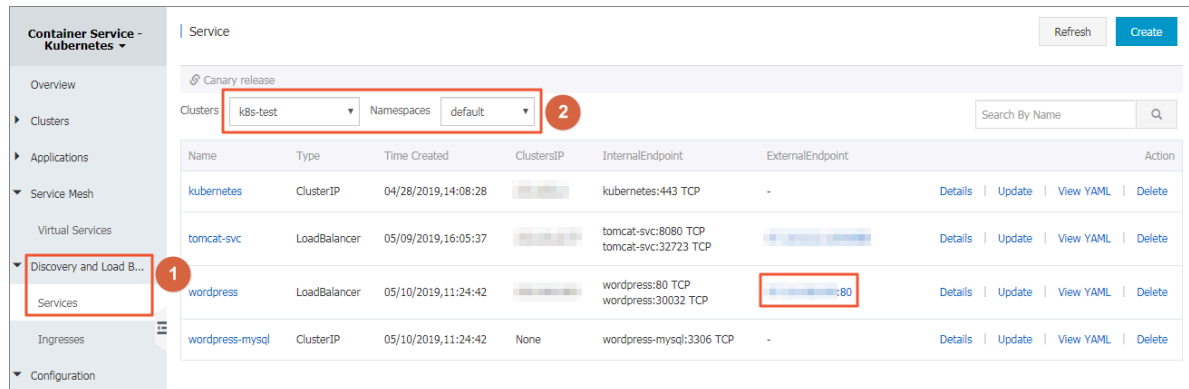 Container Service -
Kubernetes
Overview
Clusters
Applications
Service Mesh
Virtual Services
Discovery and Load B...
Services
Ingresses
Configuration
1
Service
Refresh
Create
Canary release
Clusters k8s-test Namespaces default 2
Search By Name
Name Type Time Created ClustersIP InternalEndpoint ExternalEndpoint Action
kubernetes ClusterIP 04/28/2019,14:08:28 kubernetes:443 TCP - Details | Update | View YAML | Delete
tomcat-svc LoadBalancer 05/09/2019,16:05:37 tomcat-svc:8080 TCP Details | Update | View YAML | Delete
tomcat-svc:32723 TCP
wordpress LoadBalancer 05/10/2019,11:24:42 wordpress:80 TCP :80 Details | Update | View YAML | Delete
wordpress:30032 TCP
wordpress-mysql ClusterIP 05/10/2019,11:24:42 None wordpress-mysql:3306 TCP - Details | Update | View YAML | Delete